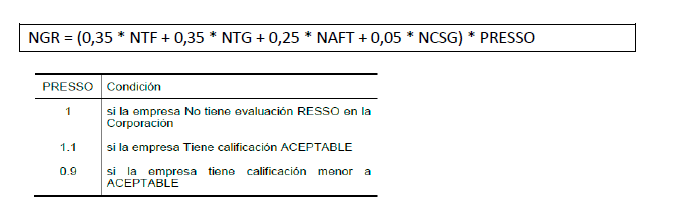 NGR = (0,35 * NTF + 0,35 * NTG + 0,25 * NAFT + 0,05 * NCSG) * PRESSO
PRESSO Condición
1 si la empresa No tiene evaluación RESSO en la
Corporación
1.1 si la empresa Tiene calificación ACEPTABLE
0.9 si la empresa tiene calificación menor a
ACEPTABLE